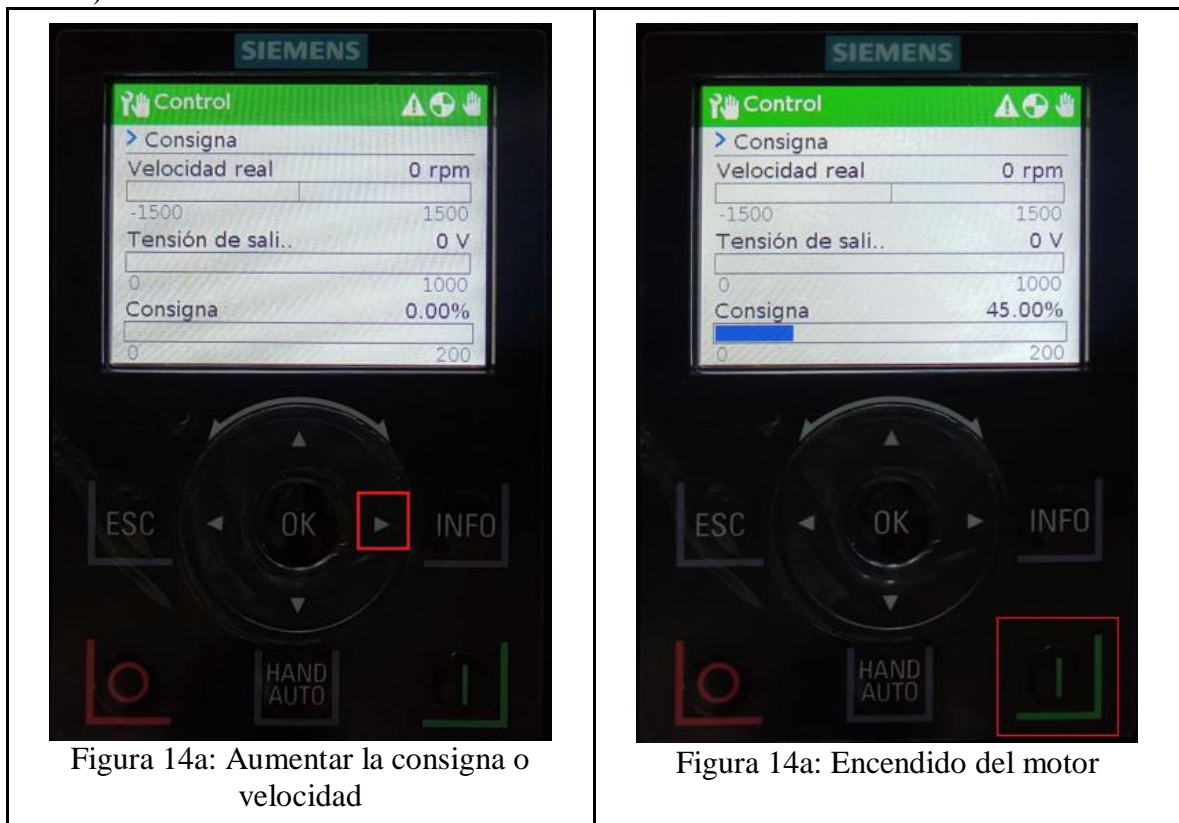 SIEMENS
Control
> Consigna
Velocidad real 0 rpm
-1500 1500
Tensión de sali.. 0 V
0 1000
Consigna 0.00%
0 200
ESC OK INFO
HAND
AUTO
Figura 14a: Aumentar la consigna o
velocidad
SIEMENS
Control
> Consigna
Velocidad real 0 rpm
-1500 1500
Tensión de sali.. 0 V
0 1000
Consigna 45.00%
0 200
ESC OK INFO
HAND
AUTO
Figura 14a: Encendido del motor